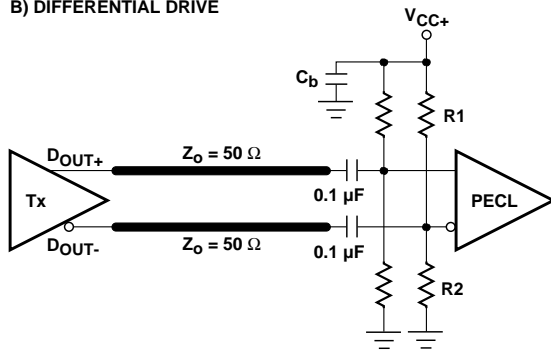 B) DIFFERENTIAL DRIVE
VCC+
Cb
R1
DOUT+
Zo = 50 Ω
0.1 µF
Tx
PECL
DOUT-
Zo = 50 Ω
0.1 µF
R2